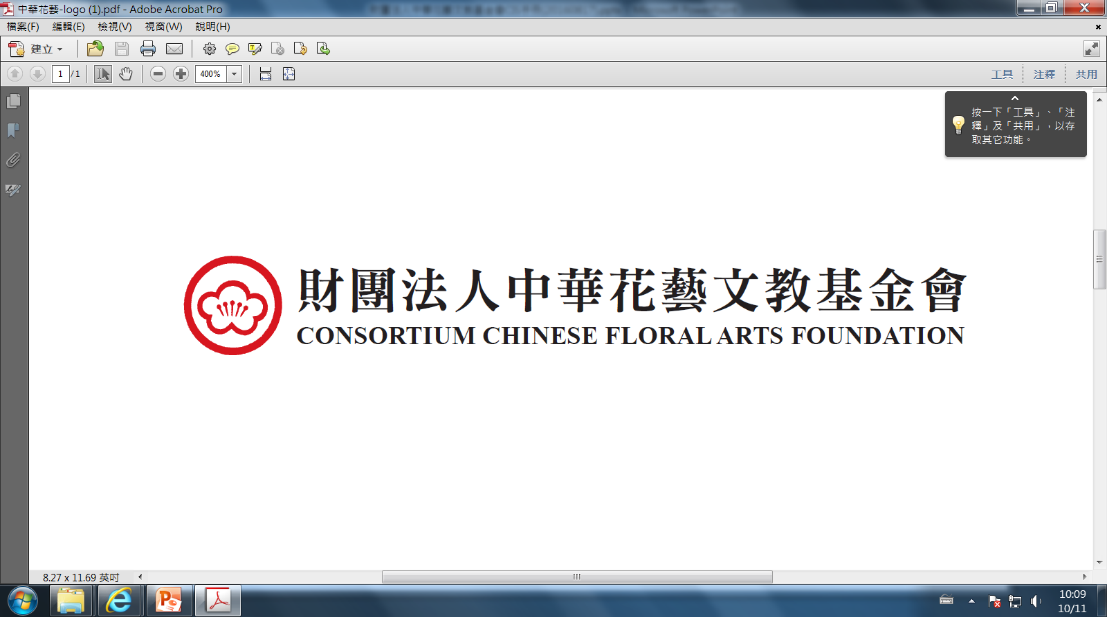 中華花藝-logo (1).pdf - Adobe Acrobat Pro
檔案(F) 編輯(E) 檢視(V) 視窗(W) 說明(H)
建立
1 / 1 400% 工具 注釋 共用
按一下「工具」、「注
釋」及「共用」，以存
取其它功能。
財團法人中華花藝文教基金會
CONSORTIUM CHINESE FLORAL ARTS FOUNDATION
8.27 x 11.69 英吋
10:09
10/11